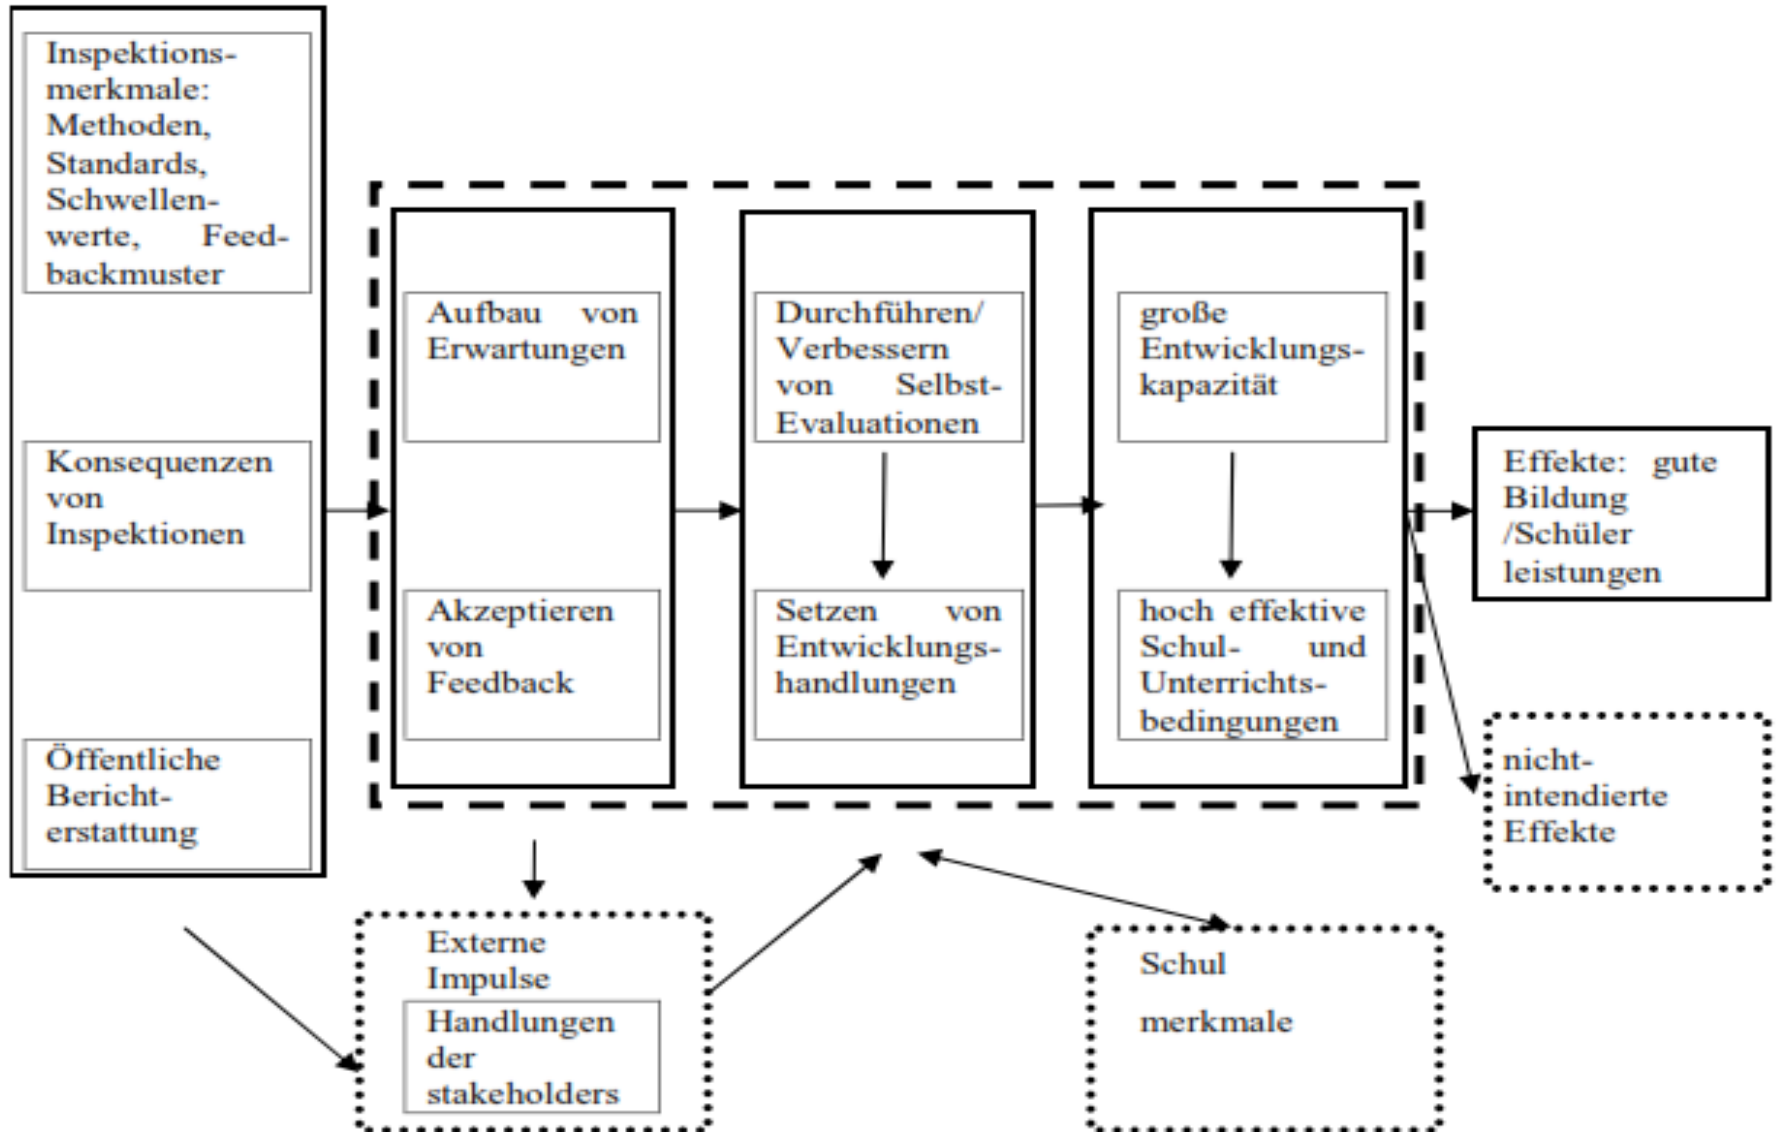 Inspektions-
merkmale:
Methoden,
Standards,
Schwellen-
werte, Feed-
backmuster
Konsequenzen
von
Inspektionen
Öffentliche
Bericht-
erstattung
Aufbau von
Erwartungen
Akzeptieren
von
Feedback
Durchführen/
Verbessern
von Selbst-
Evaluationen
Setzen von
Entwicklungs-
handlungen
große
Entwicklungs-
kapazität
hoch effektive
Schul- und
Unterrichts-
bedingungen
Effekte: gute
Bildung
/Schüler
leistungen
nicht-
intendierte
Effekte
Externe
Impulse
Handlungen
der
stakeholders
Schul
merkmale